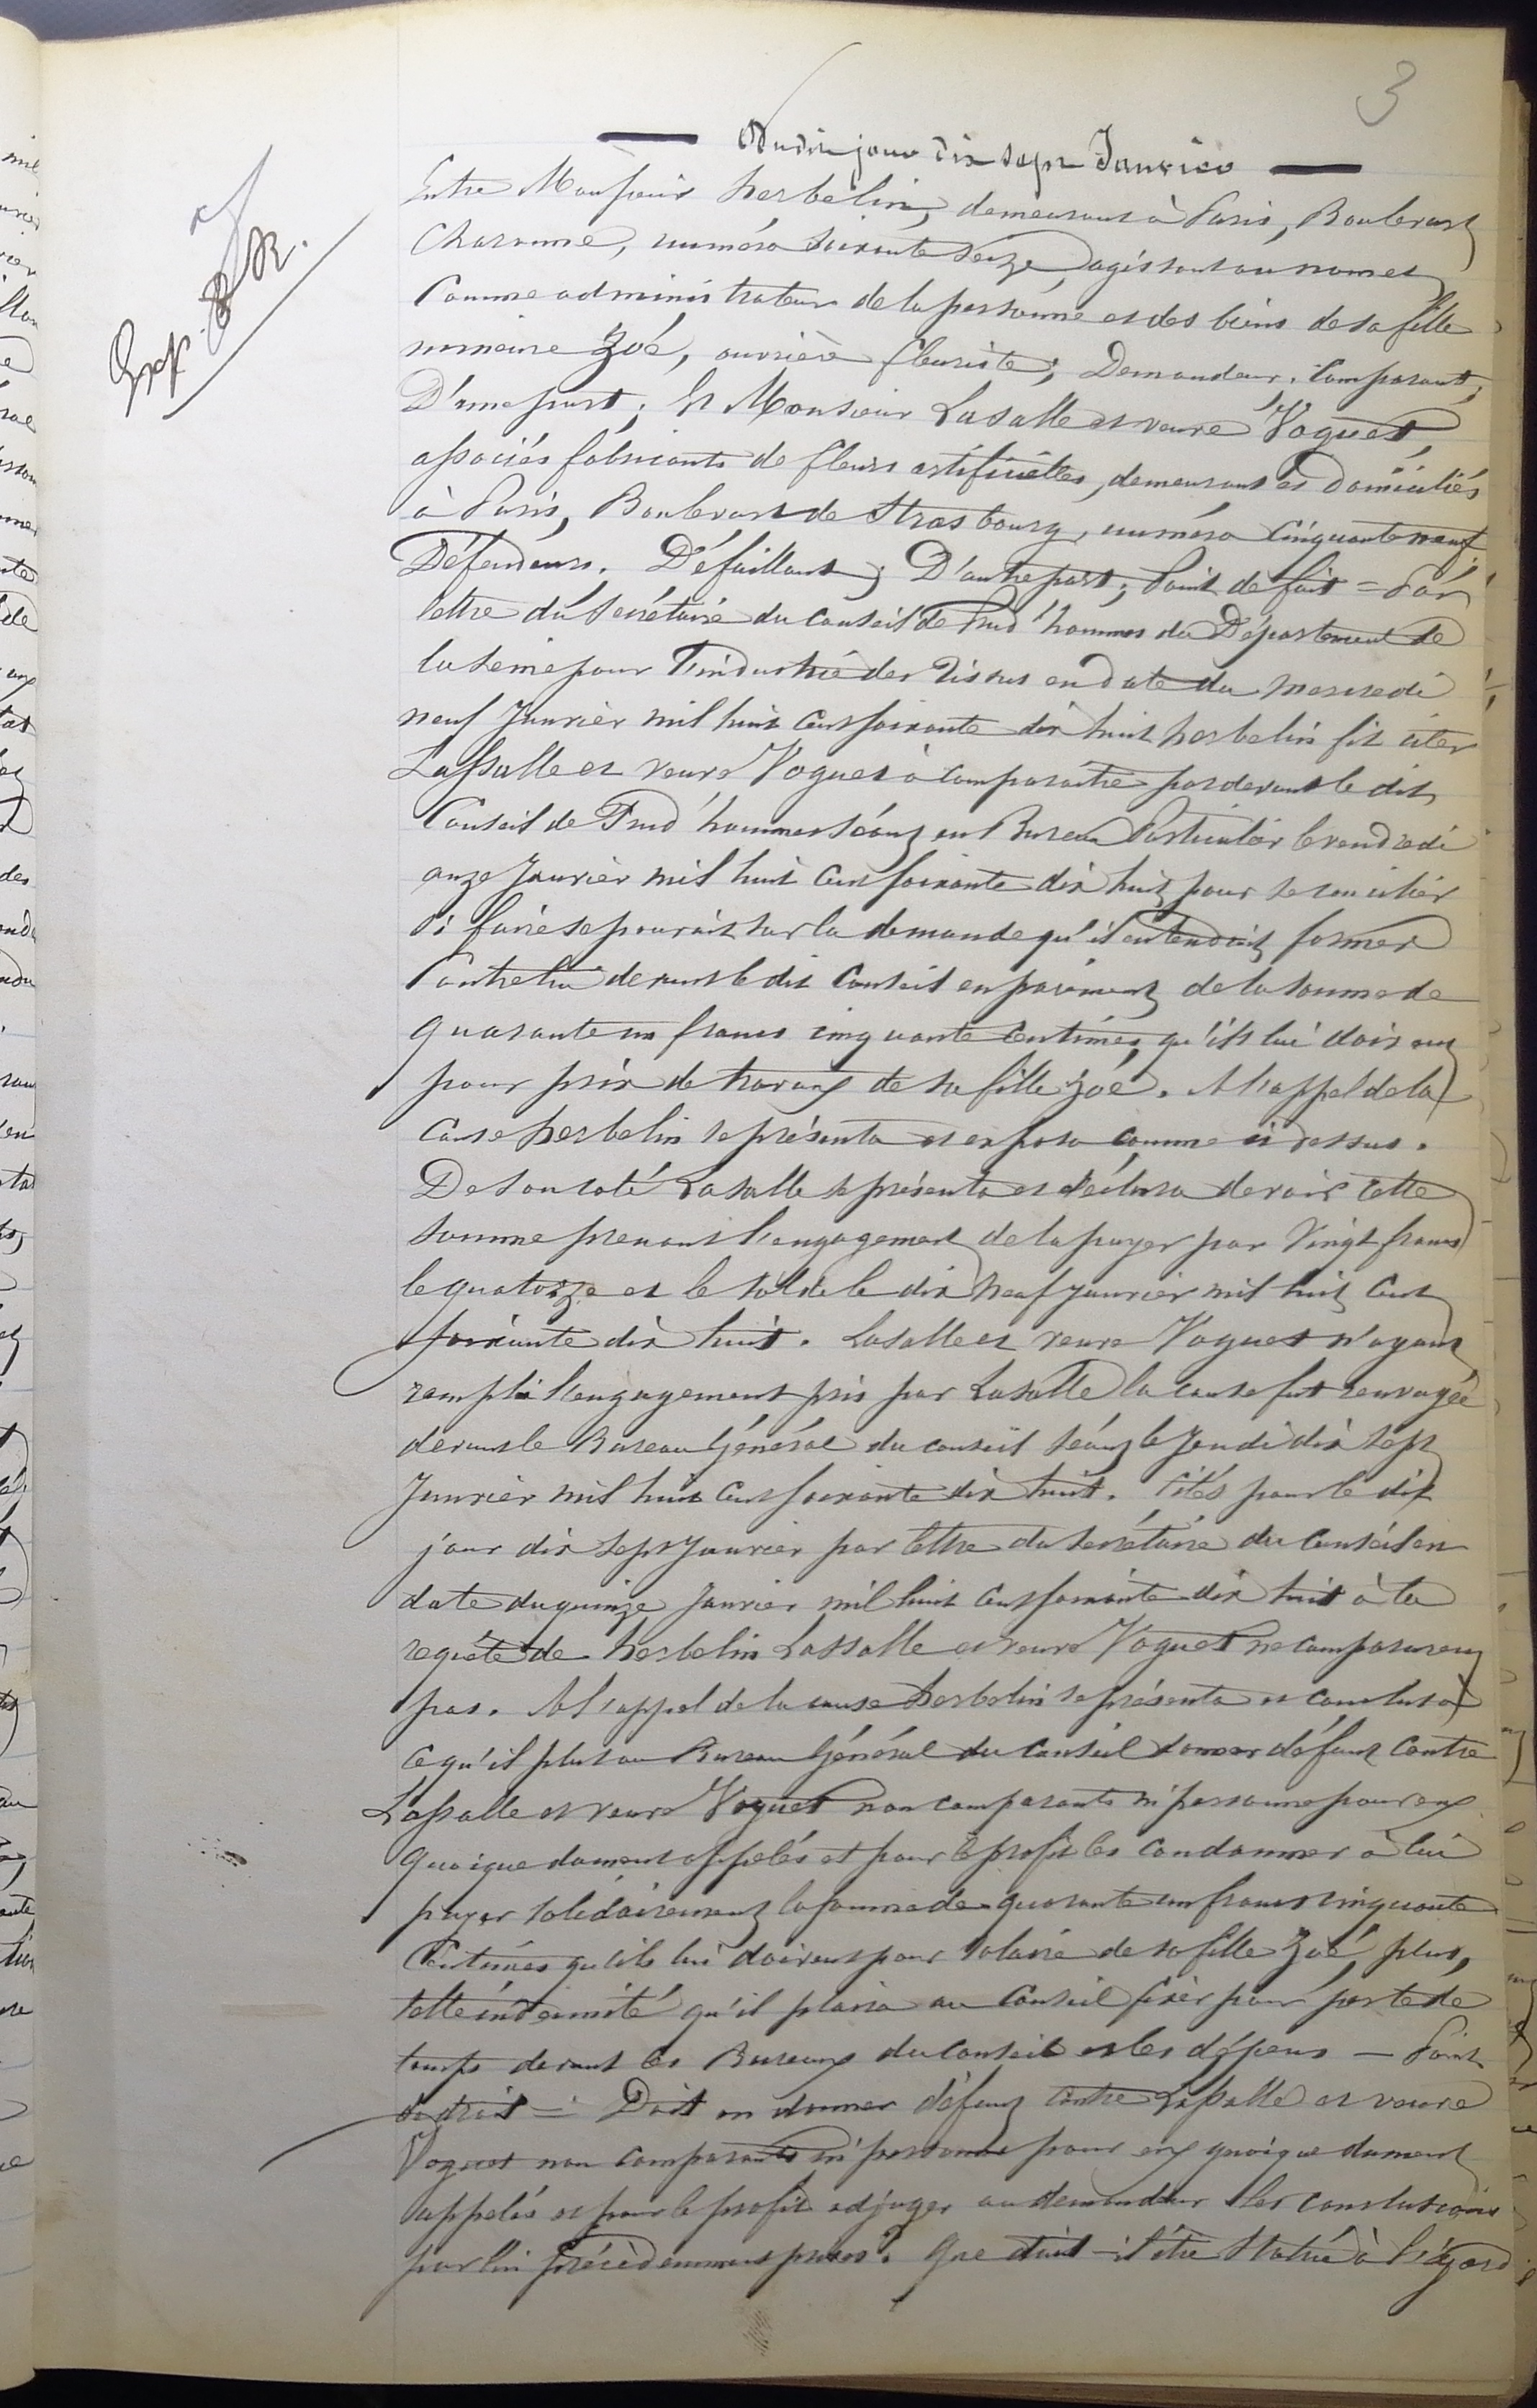 3
Dudit jour dix sept Janvier
Entre Monsieur herbelin, demeurant à Paris, Boulevart
Charonne, numéro soixante seize, agissant au nom et
Comme administrateur de la personne et des biens de sa fille
mineure Zoé, ouvrière fleuriste; Demandeur. Comparant;
D'une part; Et Monsieur Lasalle et veuve Voguet,
associés fabricants de fleurs artificielles, demeurant et domiciliés
à Paris, Boulevart de Strasbourg, numéro Cinquante neuf
Défendeurs. Défaillant; D'autre part; Point de fait = Par
lettre du secrétaire du Conseil de Prud'hommes du Département de
la seine pour l'industrie des Tissus en date du mercredi
neuf Janvier mil huit Cent soixante dix huit herbelin fit citer
Lassalle et veuve Voguet à comparaitre par devant le dit
Conseil de Prud'hommes séant en Bureau Particulier le vendredi
onze Janvier mil huit Cent soixante dix huit pour se concilier
si faire se pouvait sur la demande qu'il entendait former
Contre lui devant le dit Conseil en paiement de la somme de
quarante un francs cinquante Centimes, qu'ils lui doivent
pour prix de travaux de sa fille Zoé. A l'appel de la
cause herbelin se présenta et exposa comme ci dessus.
De son coté Lasalle se présenta et déclara devoir cette
somme prenant l'engagement de la payer par Vingt francs
le quatorze et le solde le dix neuf Janvier mil huit Cent
soixante dix huit. Lasalle et veuve Voguet n'ayant
rempli l'engagement pris par Lasalle la cause fut renvoyée
devant le Bureau Général du conseil séant le Jeudi dix sept
Janvier mil huit Cent soixante dix huit. Cités pour le dit
jour dix sept Janvier par lettre du secrétaire du Conseil en
date du quinze Janvier mil huit Cent soixante dix huit à la
requête de herbelin Lassalle et veuve Voguet ne comparurent
pas. A l'appel de la cause herbelin se présenta et conclut à
ce qu'il plut au Bureau Général du Conseil donner défaut contre
Lassalle et veuve Voguet non comparants ni personne pour eux
quoique dument appelés et pour le profit les condamner à lui
payer solidairement la somme de quarante un francs cinquante
Centimes qu'ils lui doivent pour salaire de sa fille Zoé, plus,
telle indemnité qu'il plaira au Conseil fixer pour perte de
temps devant les Bureaux du Conseil et les dépens — Point
de droit = Doit on donner défaut contre Lassalle et veuve
Voguet non comparants ni personne pour eux quoique dument
appelés et pour le profit adjuger au demandeur les conclusions
par lui précédemment prises? Que doit-il être statué à l'égard